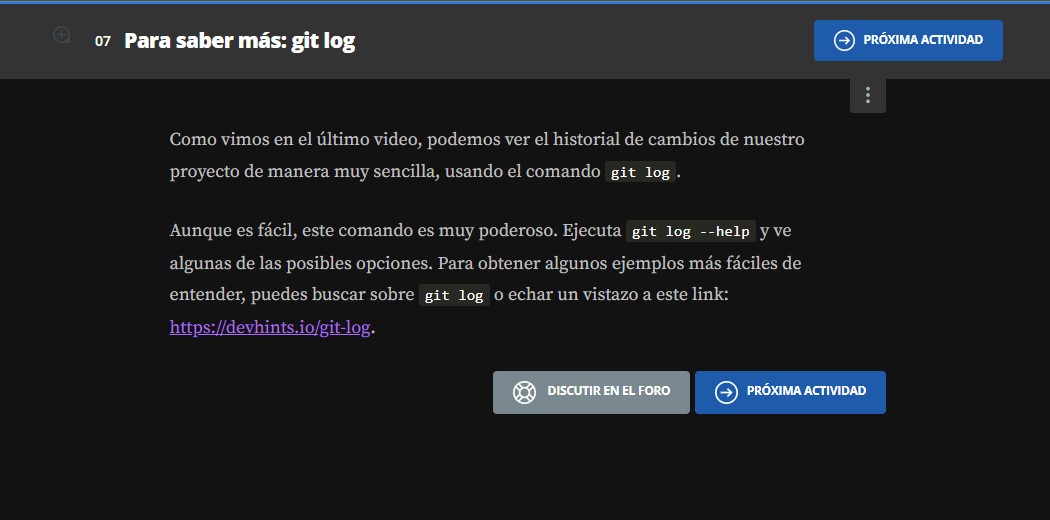 07 Para saber más: git log
PRÓXIMA ACTIVIDAD
Como vimos en el último video, podemos ver el historial de cambios de nuestro
proyecto de manera muy sencilla, usando el comando git log.
Aunque es fácil, este comando es muy poderoso. Ejecuta git log --help y ve
algunas de las posibles opciones. Para obtener algunos ejemplos más fáciles de
entender, puedes buscar sobre git log o echar un vistazo a este link:
https://devhints.io/git-log.
DISCUTIR EN EL FORO
PRÓXIMA ACTIVIDAD